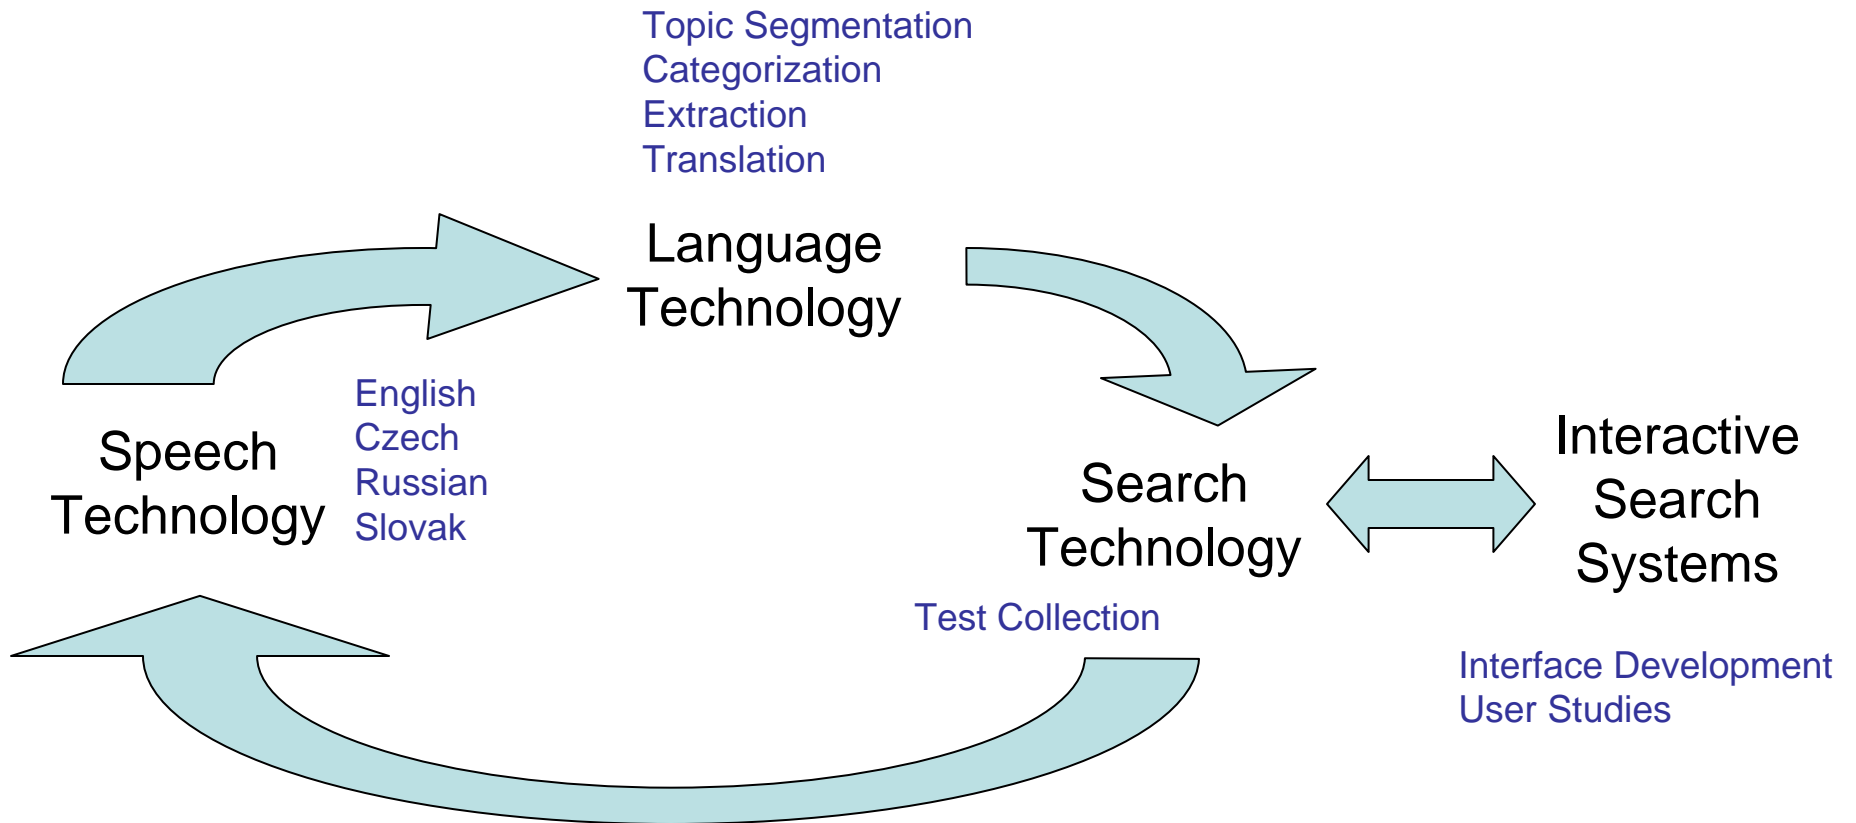 Topic Segmentation
Categorization
Extraction
Translation
Language
Technology
English
Czech
Russian
Slovak
Speech
Technology
Search
Technology
Test Collection
Interactive
Search
Systems
Interface Development
User Studies